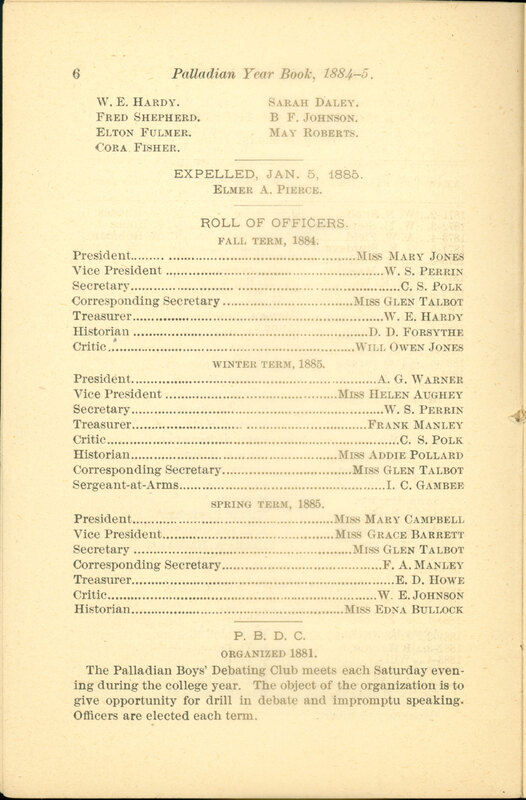 6 Palladian Year Book, 1884-5.
W. E. HARDY. SARAH DALEY.
FRED SHEPHERD. B F. JOHNSON.
ELTON FULMER. MAY ROBERTS.
CORA FISHER.
EXPELLED, JAN. 5, 1885.
ELMER A. PIERCE.
ROLL OF OFFICERS.
FALL TERM, 1884.
President........MISS MARY JONES
Vice President........W. S. PERRIN
Secretary........C. S. POLK
Corresponding Secretary........MISS GLEN TALBOT
Treasurer........W. E. HARDY
Historian........D. D. FORSYTHE
Critic........WILL OWEN JONES
WINTER TERM, 1885.
President........A. G. WARNER
Vice President........MISS HELEN AUGHEY
Secretary........W. S. PERRIN
Treasurer........FRANK MANLEY
Critic........C. S. POLK
Historian........MISS ADDIE POLLARD
Corresponding Secretary........MISS GLEN TALBOT
Sergeant-at-Arms........I. C. GAMBEE
SPRING TERM, 1885.
President........MISS MARY CAMPBELL
Vice President........MISS GRACE BARRETT
Secretary........MISS GLEN TALBOT
Corresponding Secretary........F. A. MANLEY
Treasurer........E. D. HOWE
Critic........W. E. JOHNSON
Historian........MISS EDNA BULLOCK
P. B. D. C.
ORGANIZED 1881.
The Palladian Boys' Debating Club meets each Saturday even-
ing during the college year. The object of the organization is to
give opportunity for drill in debate and impromptu speaking.
Officers are elected each term.